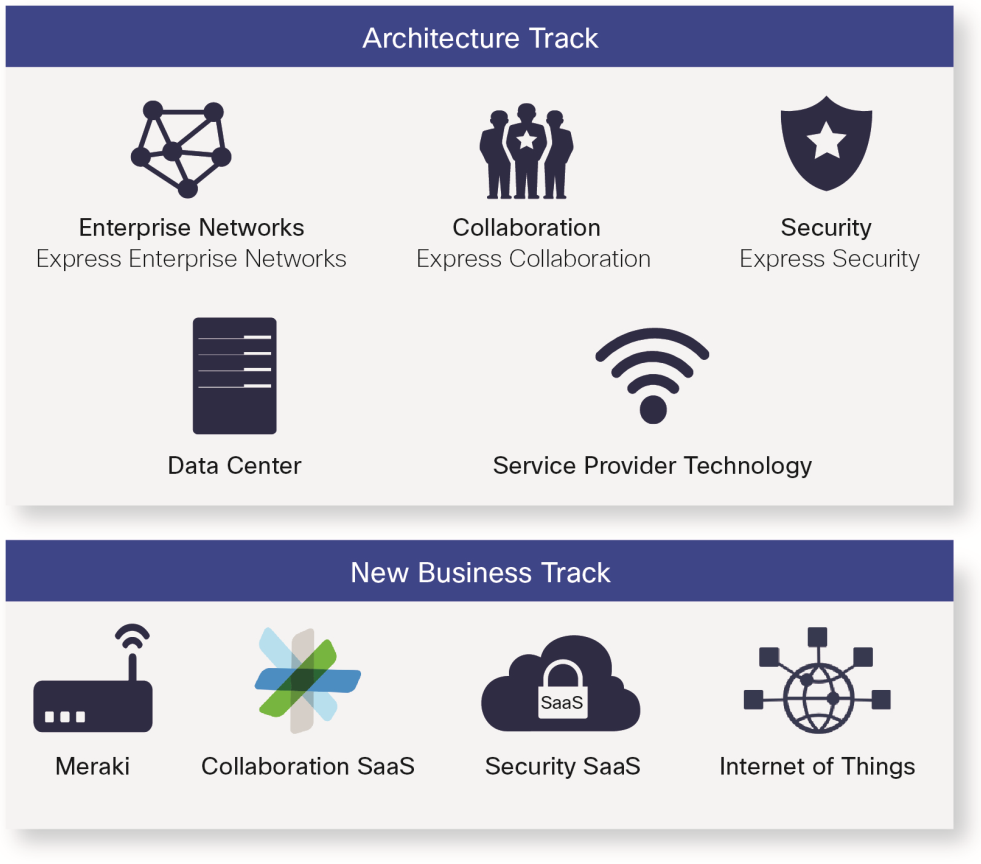 Architecture Track
Enterprise Networks
Express Enterprise Networks
Collaboration
Express Collaboration
Security
Express Security
Data Center
Service Provider Technology
New Business Track
SaaS
Meraki
Collaboration SaaS
Security SaaS
Internet of Things